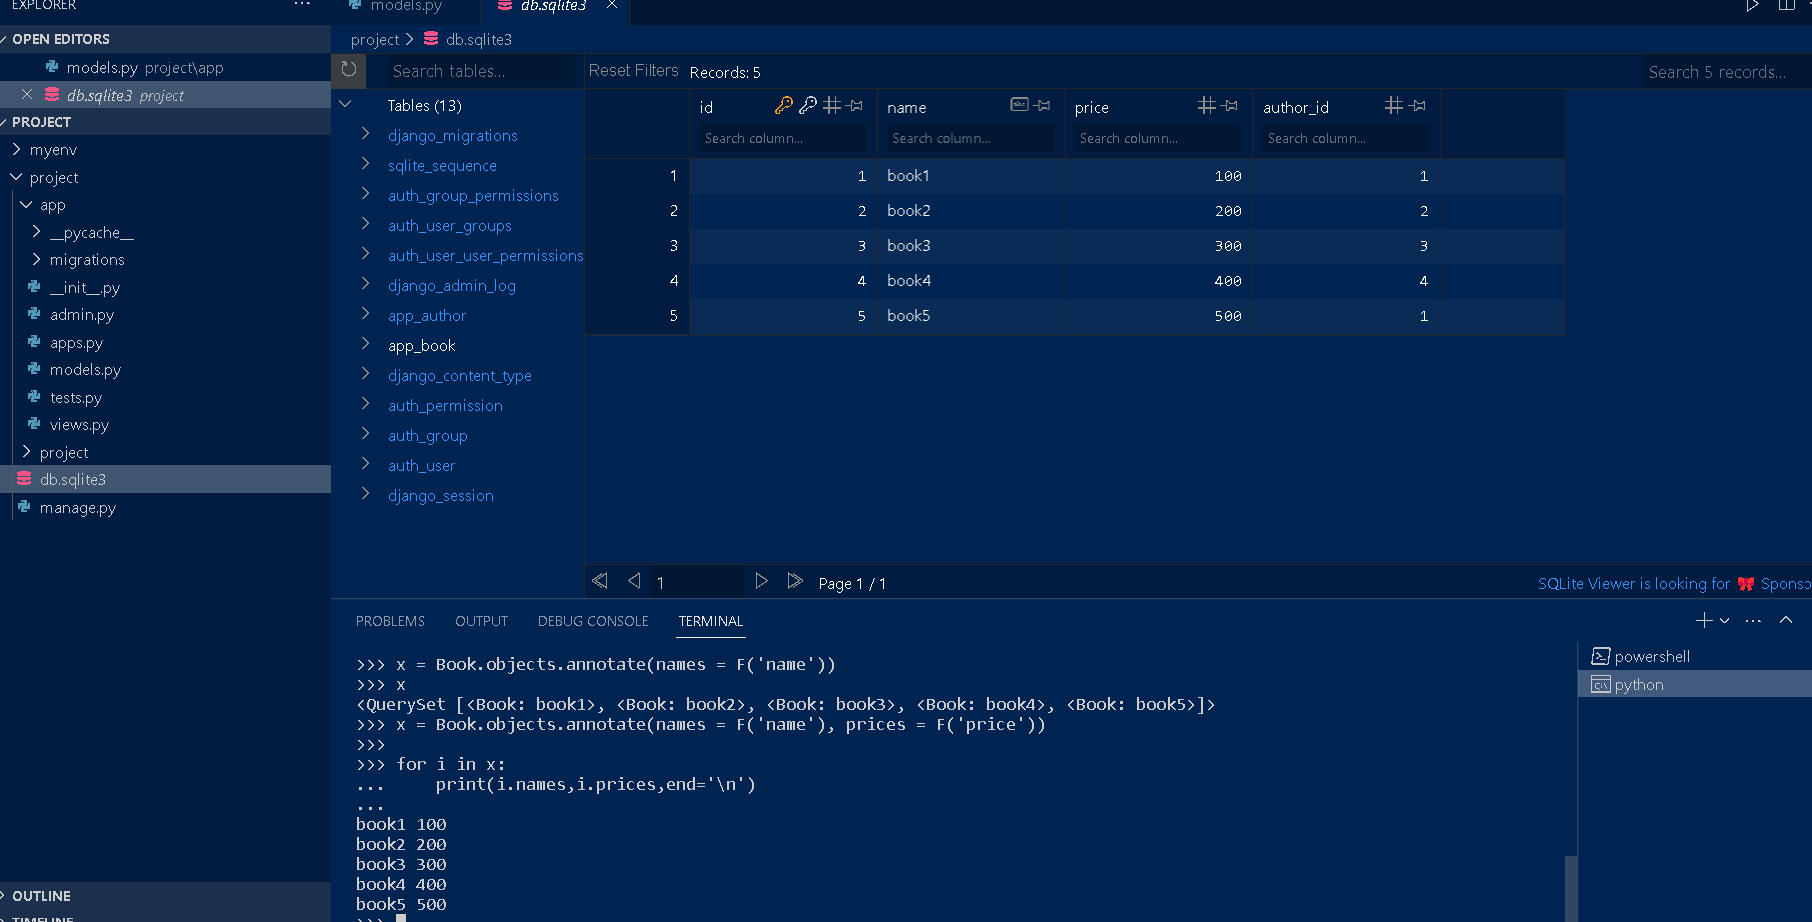 EXPLORER
OPEN EDITORS
models.py project\app
db.sqlite3 project
PROJECT
myenv
project
app
__pycache__
migrations
__init__.py
admin.py
apps.py
models.py
tests.py
views.py
project
db.sqlite3
manage.py
OUTLINE
TIMELINE
models.py
db.sqlite3
project > db.sqlite3
Search tables...
Reset Filters Records: 5
Search 5 records...
Tables (13)
django_migrations
sqlite_sequence
auth_group_permissions
auth_user_groups
auth_user_user_permissions
django_admin_log
app_author
app_book
django_content_type
auth_permission
auth_group
auth_user
django_session
id name price author_id
Search column... Search column... Search column... Search column...
1 1 book1 100 1
2 2 book2 200 2
3 3 book3 300 3
4 4 book4 400 4
5 5 book5 500 1
1 Page 1 / 1
SQLite Viewer is looking for Sponso
PROBLEMS OUTPUT DEBUG CONSOLE TERMINAL
>>> x = Book.objects.annotate(names = F('name'))
>>> x
<QuerySet [<Book: book1>, <Book: book2>, <Book: book3>, <Book: book4>, <Book: book5>]>
>>> x = Book.objects.annotate(names = F('name'), prices = F('price'))
>>>
>>> for i in x:
...     print(i.names,i.prices,end='\n')
...
book1 100
book2 200
book3 300
book4 400
book5 500
>>>
powershell
python